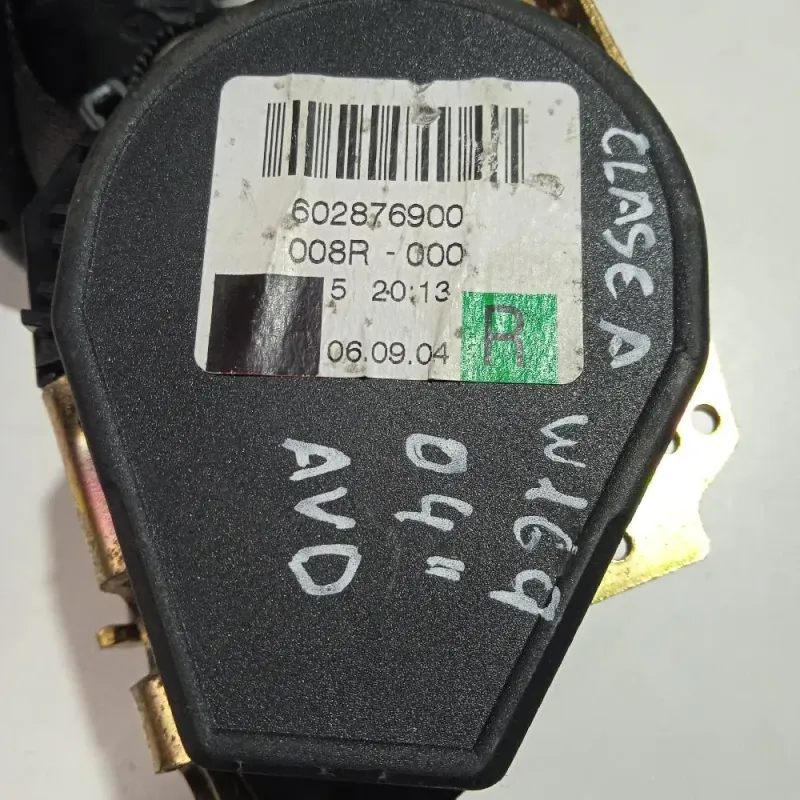 602876900
008R - 000
5 20:13
06.09.04
R
CLASE A
W169
04"
AVD